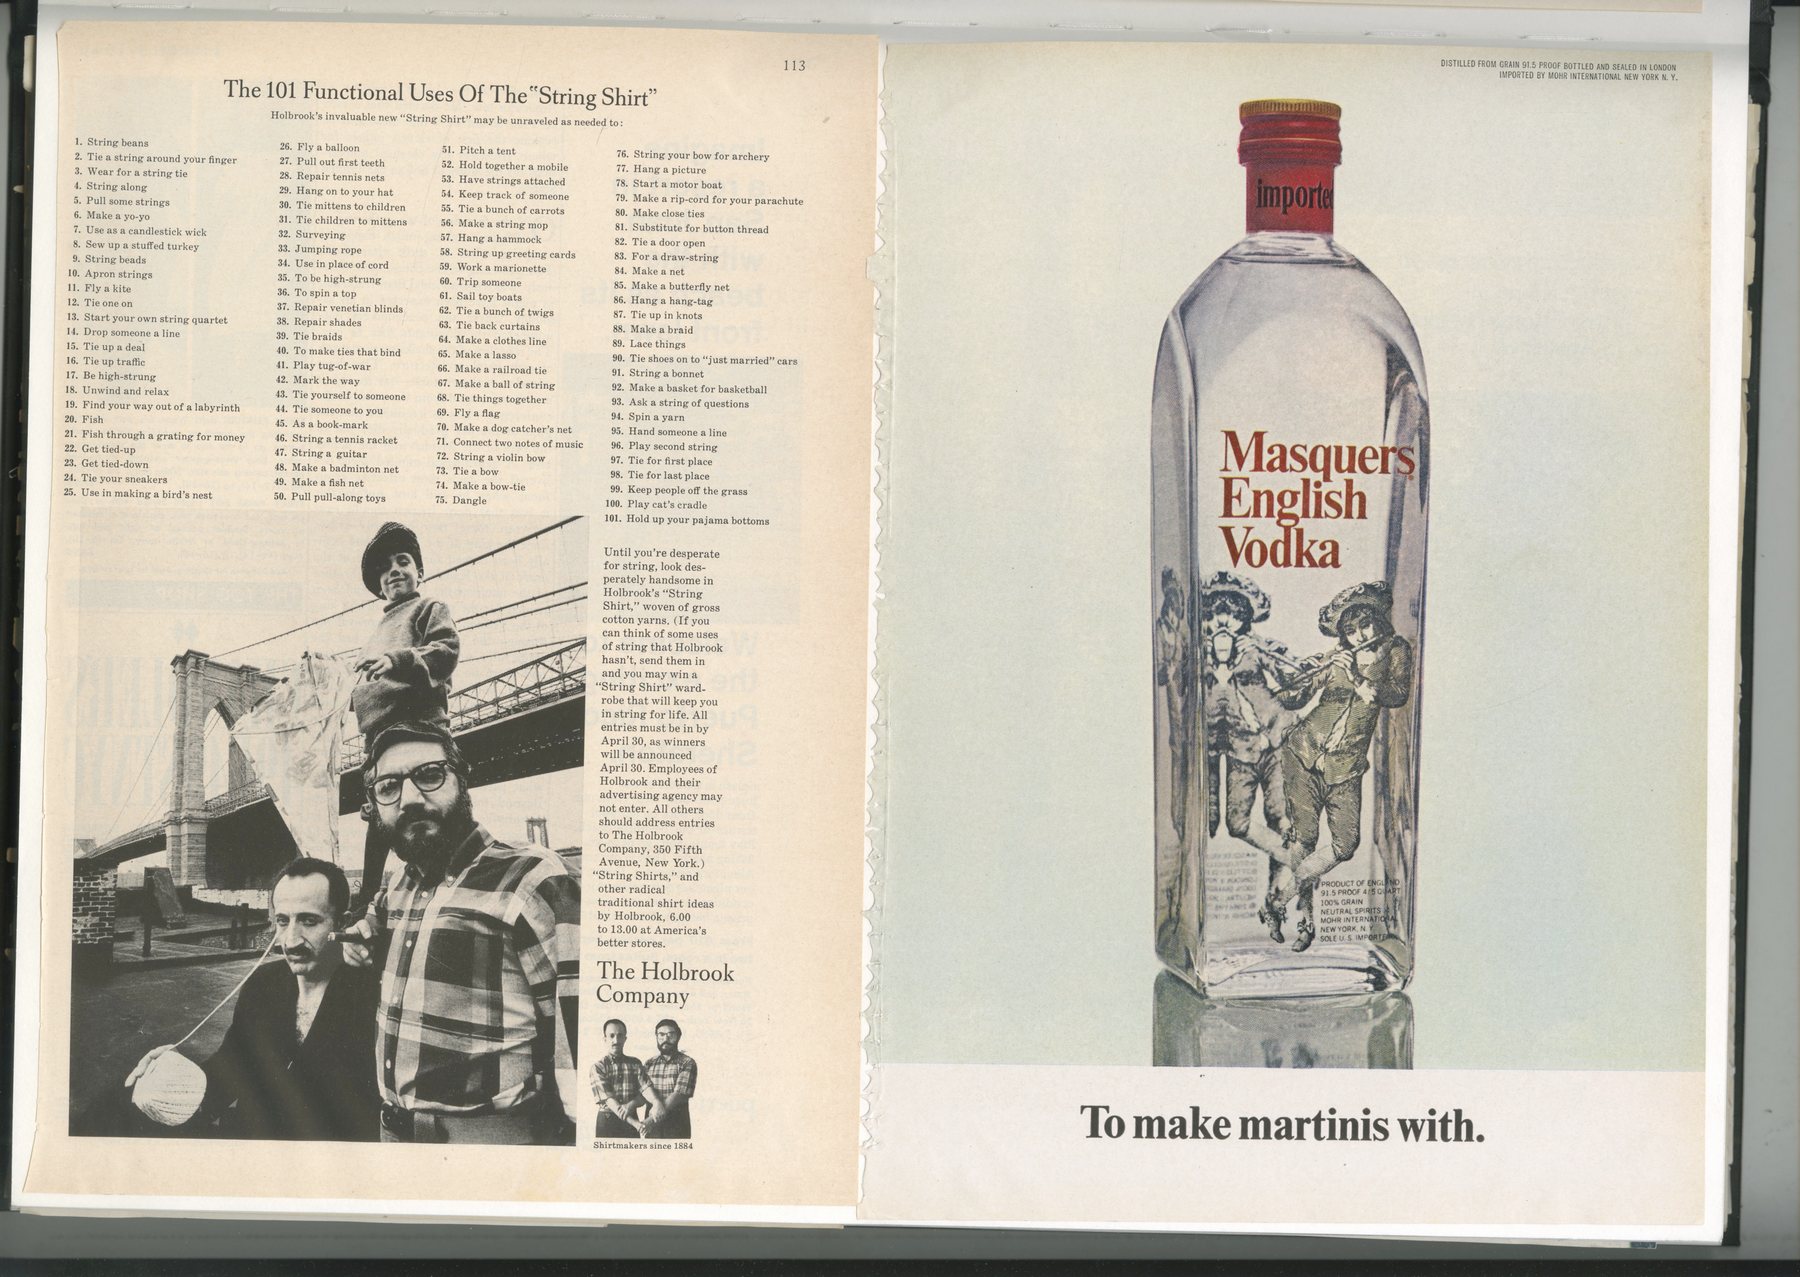 113
The 101 Functional Uses Of The "String Shirt"
Holbrook's invaluable new "String Shirt" may be unraveled as needed to:
1. String beans
2. Tie a string around your finger
3. Wear for a string tie
4. String along
5. Pull some strings
6. Make a yo-yo
7. Use as a candlestick wick
8. Sew up a stuffed turkey
9. String beads
10. Apron strings
11. Fly a kite
12. Tie one on
13. Start your own string quartet
14. Drop someone a line
15. Tie up a deal
16. Tie up traffic
17. Be high-strung
18. Unwind and relax
19. Find your way out of a labyrinth
20. Fish
21. Fish through a grating for money
22. Get tied-up
23. Get tied-down
24. Tie your sneakers
25. Use in making a bird's nest
26. Fly a balloon
27. Pull out first teeth
28. Repair tennis nets
29. Hang on to your hat
30. Tie mittens to children
31. Tie children to mittens
32. Surveying
33. Jumping rope
34. Use in place of cord
35. To be high-strung
36. To spin a top
37. Repair venetian blinds
38. Repair shades
39. Tie braids
40. To make ties that bind
41. Play tug-of-war
42. Mark the way
43. Tie yourself to someone
44. Tie someone to you
45. As a book-mark
46. String a tennis racket
47. String a guitar
48. Make a badminton net
49. Make a fish net
50. Pull pull-along toys
51. Pitch a tent
52. Hold together a mobile
53. Have strings attached
54. Keep track of someone
55. Tie a bunch of carrots
56. Make a string mop
57. Hang a hammock
58. String up greeting cards
59. Work a marionette
60. Trip someone
61. Sail toy boats
62. Tie a bunch of twigs
63. Tie back curtains
64. Make a clothes line
65. Make a lasso
66. Make a railroad tie
67. Make a ball of string
68. Tie things together
69. Fly a flag
70. Make a dog catcher's net
71. Connect two notes of music
72. String a violin bow
73. Tie a bow
74. Make a bow-tie
75. Dangle
76. String your bow for archery
77. Hang a picture
78. Start a motor boat
79. Make a rip-cord for your parachute
80. Make close ties
81. Substitute for button thread
82. Tie a door open
83. For a draw-string
84. Make a net
85. Make a butterfly net
86. Hang a hang-tag
87. Tie up in knots
88. Make a braid
89. Lace things
90. Tie shoes on to "just married" cars
91. String a bonnet
92. Make a basket for basketball
93. Ask a string of questions
94. Spin a yarn
95. Hand someone a line
96. Play second string
97. Tie for first place
98. Tie for last place
99. Keep people off the grass
100. Play cat's cradle
101. Hold up your pajama bottoms
Until you're desperate
for string, look des-
perately handsome in
Holbrook's "String
Shirt," woven of gross
cotton yarns. (If you
can think of some uses
of string that Holbrook
hasn't, send them in
and you may win a
"String Shirt" ward-
robe that will keep you
in string for life. All
entries must be in by
April 30, as winners
will be announced
April 30. Employees of
Holbrook and their
advertising agency may
not enter. All others
should address entries
to The Holbrook
Company, 350 Fifth
Avenue, New York.)
"String Shirts," and
other radical
traditional shirt ideas
by Holbrook, 6.00
to 13.00 at America's
better stores.
The Holbrook
Company
Shirtmakers since 1884
DISTILLED FROM GRAIN 91.5 PROOF BOTTLED AND SEALED IN LONDON
IMPORTED BY MOHR INTERNATIONAL NEW YORK N. Y.
imported
Masquers
English
Vodka
PRODUCT OF ENGLAND
91.5 PROOF 4/5 QUART
100% GRAIN
NEUTRAL SPIRITS
MOHR INTERNATIONAL
NEW YORK, N.Y.
SOLE U.S. IMPORTER
To make martinis with.